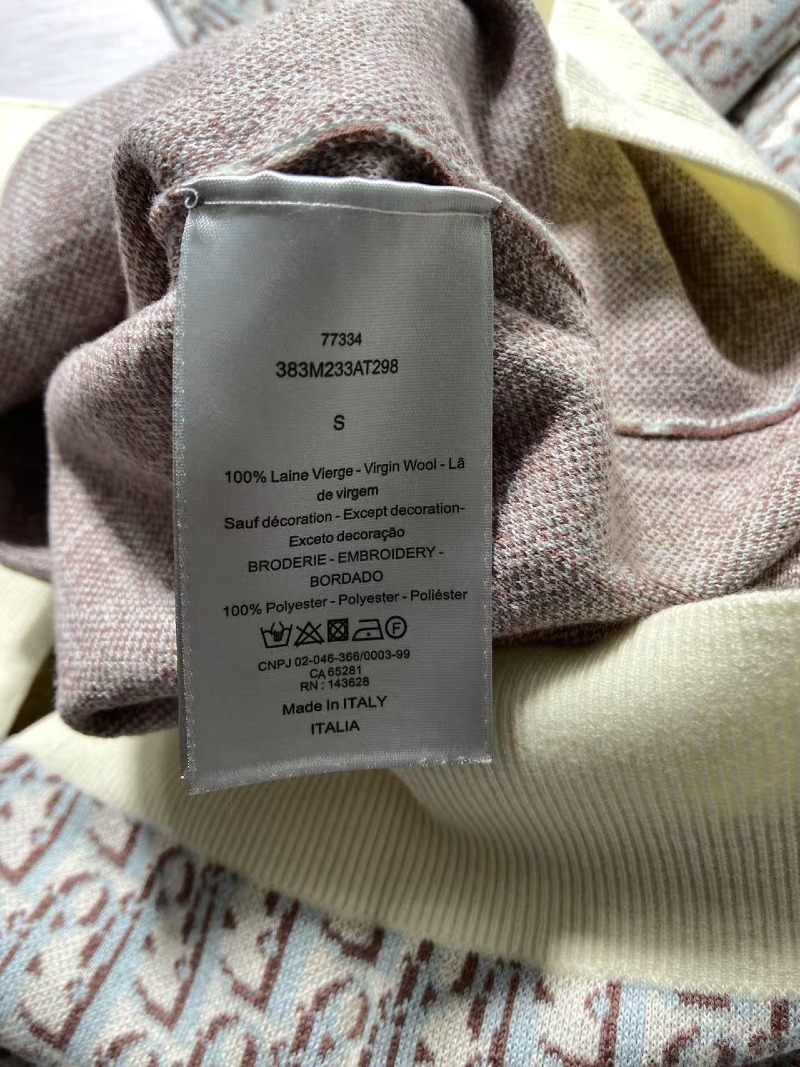 77334
383M233AT298
S
100% Laine Vierge - Virgin Wool - Lã
de virgem
Sauf décoration - Except decoration-
Exceto decoração
BRODERIE - EMBROIDERY -
BORDADO
100% Polyester - Polyester - Poliéster
CNPJ 02-046-366/0003-99
CA 65281
RN : 143628
Made In ITALY
ITALIA